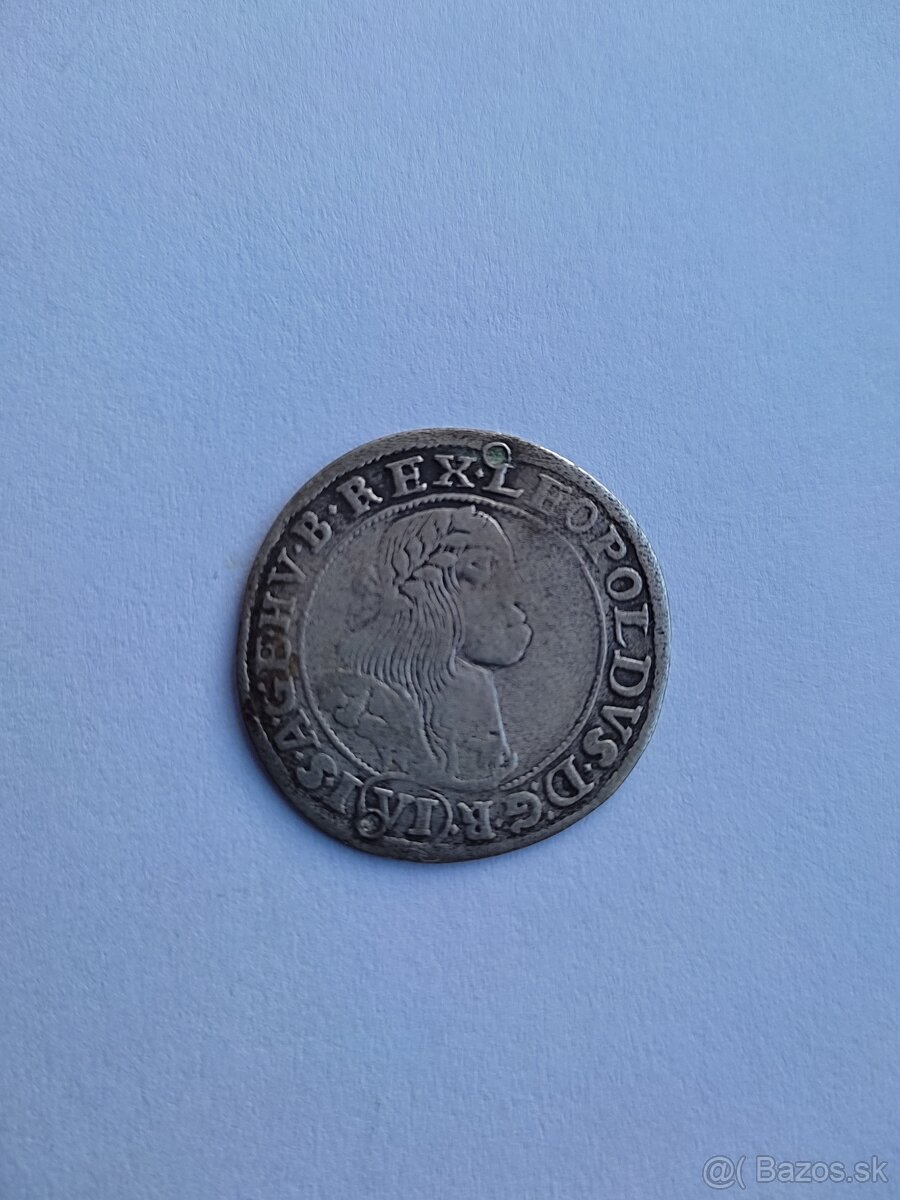 LEOPOLDVS·D:G·R·(VI)·I·S·A·GE·HV·B·REX·
@( Bazos.sk